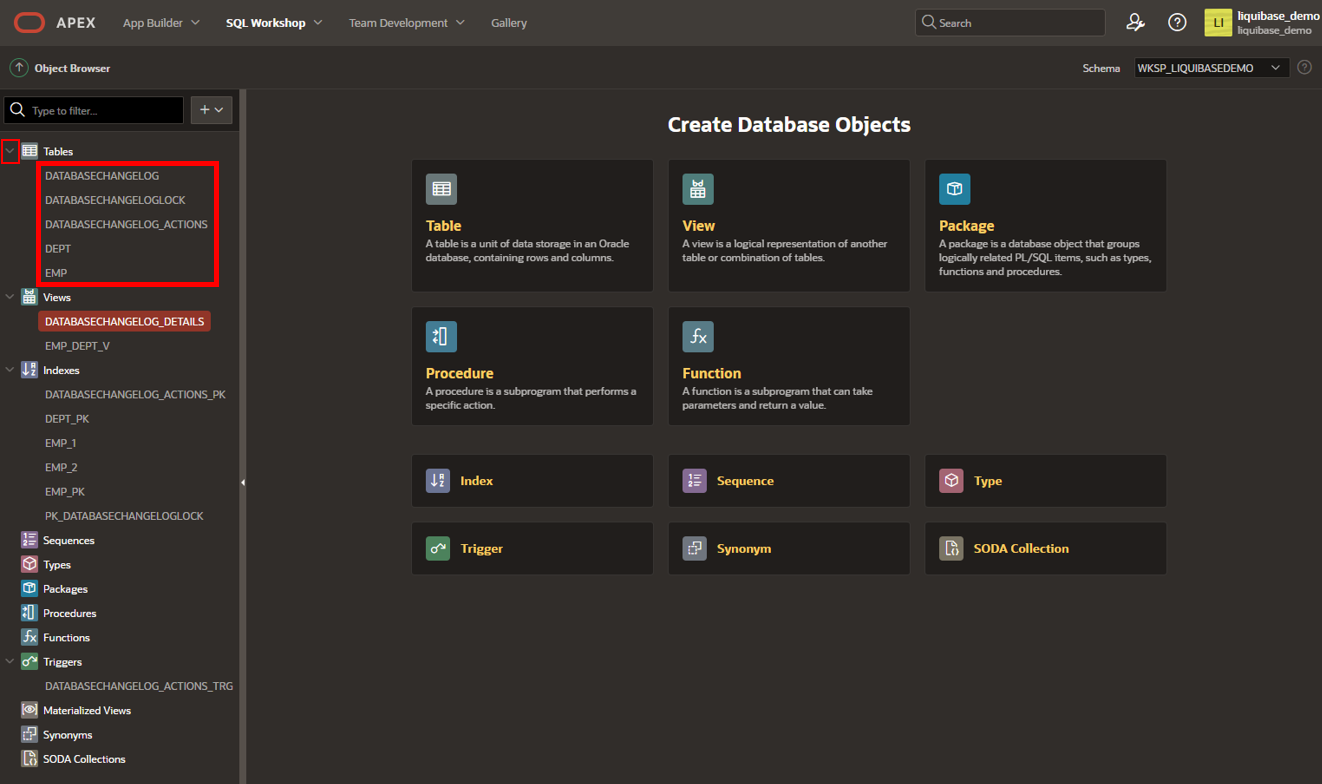 APEX
App Builder
SQL Workshop
Team Development
Gallery
Search
LI
liquibase_demo
liquibase_demo
Object Browser
Schema
WKSP_LIQUIBASEDEMO
Type to filter...
Tables
DATABASECHANGELOG
DATABASECHANGELOGLOCK
DATABASECHANGELOG_ACTIONS
DEPT
EMP
Views
DATABASECHANGELOG_DETAILS
EMP_DEPT_V
Indexes
DATABASECHANGELOG_ACTIONS_PK
DEPT_PK
EMP_1
EMP_2
EMP_PK
PK_DATABASECHANGELOGLOCK
Sequences
Types
Packages
Procedures
Functions
Triggers
DATABASECHANGELOG_ACTIONS_TRG
Materialized Views
Synonyms
SODA Collections
Create Database Objects
Table
A table is a unit of data storage in an Oracle
database, containing rows and columns.
View
A view is a logical representation of another
table or combination of tables.
Package
A package is a database object that groups
logically related PL/SQL items, such as types,
functions and procedures.
Procedure
A procedure is a subprogram that performs a
specific action.
Function
A function is a subprogram that can take
parameters and return a value.
Index
Sequence
Type
Trigger
Synonym
SODA Collection